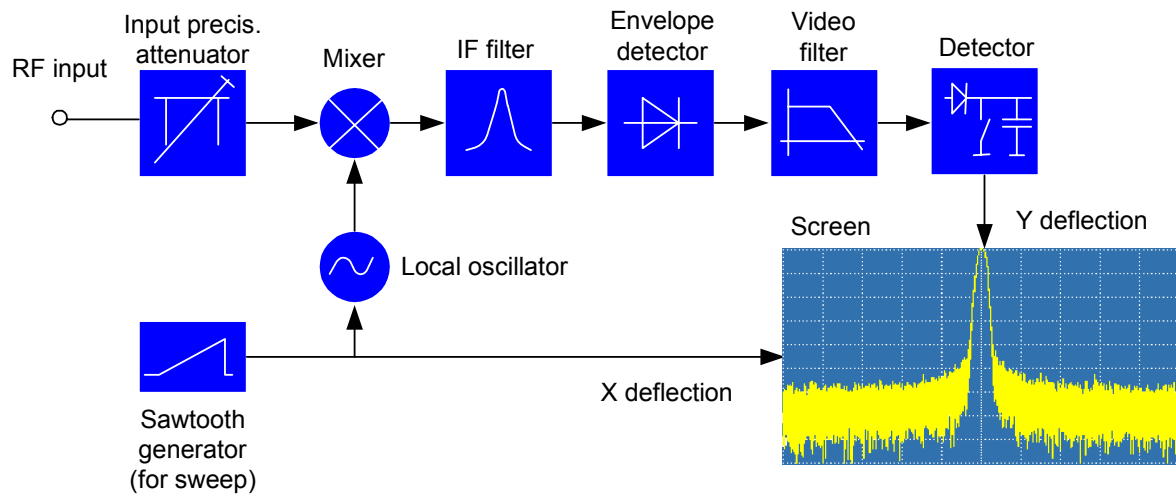 Input precis.
attenuator
RF input
Mixer
IF filter
Envelope
detector
Video
filter
Detector
Local oscillator
Screen
Y deflection
X deflection
Sawtooth
generator
(for sweep)